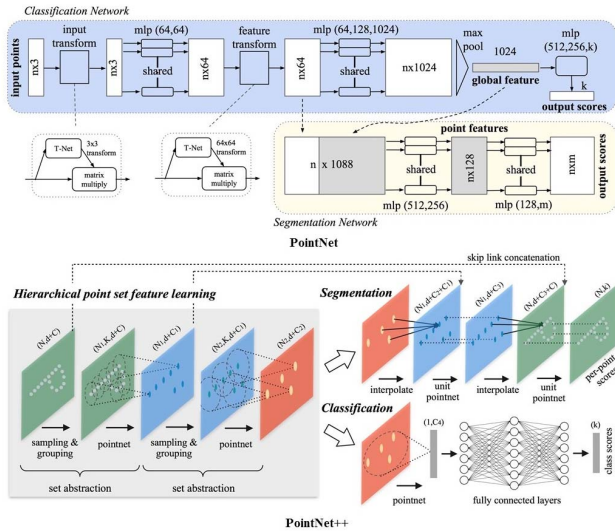 Classification Network
input points
nx3
input
transform
nx3
mlp (64,64)
shared
nx64
feature
transform
nx64
mlp (64,128,1024)
shared
nx1024
max
pool
1024
global feature
mlp
(512,256,k)
k
output scores
T-Net
3x3
transform
matrix
multiply
T-Net
64x64
transform
matrix
multiply
point features
n x 1088
shared
mlp (512,256)
nx128
shared
mlp (128,m)
nxm
output scores
Segmentation Network
PointNet
skip link concatenation
Hierarchical point set feature learning
(N,d+C)
(N1,K,d+C)
(N1,d+C1)
(N2,K,d+C1)
(N2,d+C2)
sampling &
grouping
pointnet
sampling &
grouping
pointnet
set abstraction
set abstraction
Segmentation
(N1,d+C2+C1)
(N1,d+C3)
(N,d+C3+C)
(N,k)
interpolate
unit
pointnet
interpolate
unit
pointnet
per-point
scores
Classification
(1,C4)
(k)
pointnet
fully connected layers
class scores
PointNet++